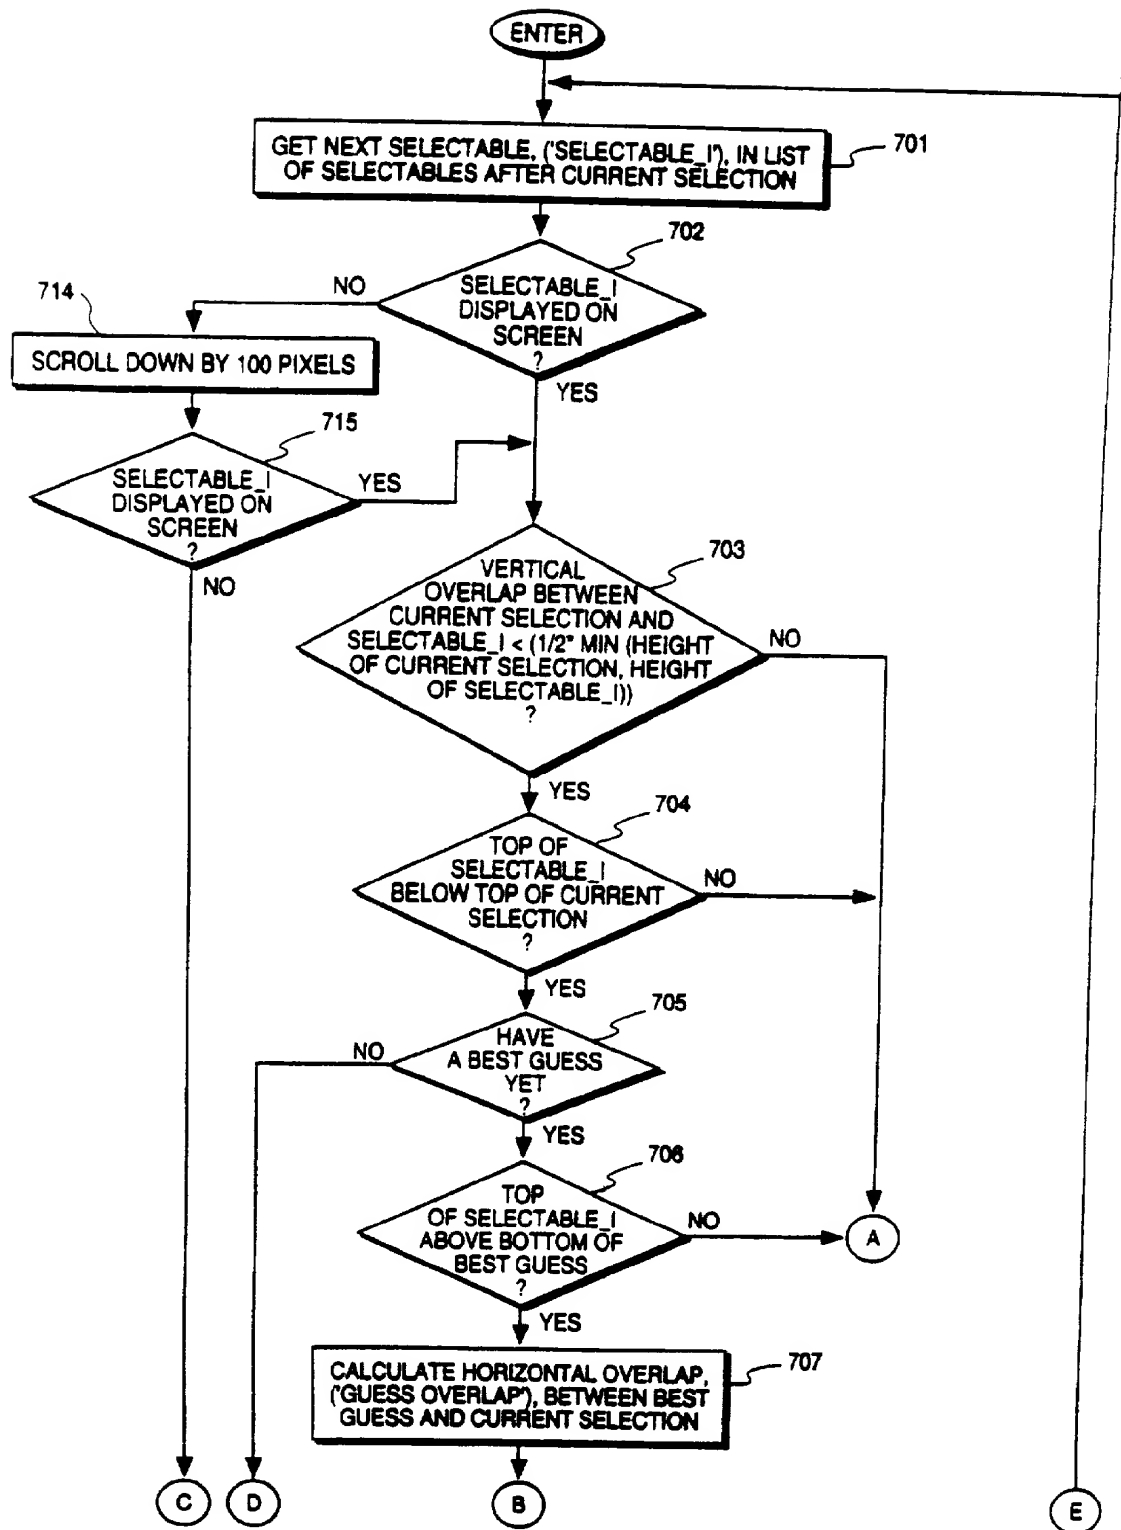 ENTER
GET NEXT SELECTABLE, ('SELECTABLE_I'), IN LIST
OF SELECTABLES AFTER CURRENT SELECTION
701
702
SELECTABLE_I
DISPLAYED ON
SCREEN
?
NO
YES
714
SCROLL DOWN BY 100 PIXELS
715
SELECTABLE_I
DISPLAYED ON
SCREEN
?
YES
NO
703
VERTICAL
OVERLAP BETWEEN
CURRENT SELECTION AND
SELECTABLE_I < (1/2* MIN (HEIGHT
OF CURRENT SELECTION, HEIGHT
OF SELECTABLE_I))
?
NO
YES
704
TOP OF
SELECTABLE_I
BELOW TOP OF CURRENT
SELECTION
?
NO
YES
705
HAVE
A BEST GUESS
YET
?
NO
YES
706
TOP
OF SELECTABLE_I
ABOVE BOTTOM OF
BEST GUESS
?
NO
A
YES
707
CALCULATE HORIZONTAL OVERLAP,
('GUESS OVERLAP'), BETWEEN BEST
GUESS AND CURRENT SELECTION
C
D
B
E